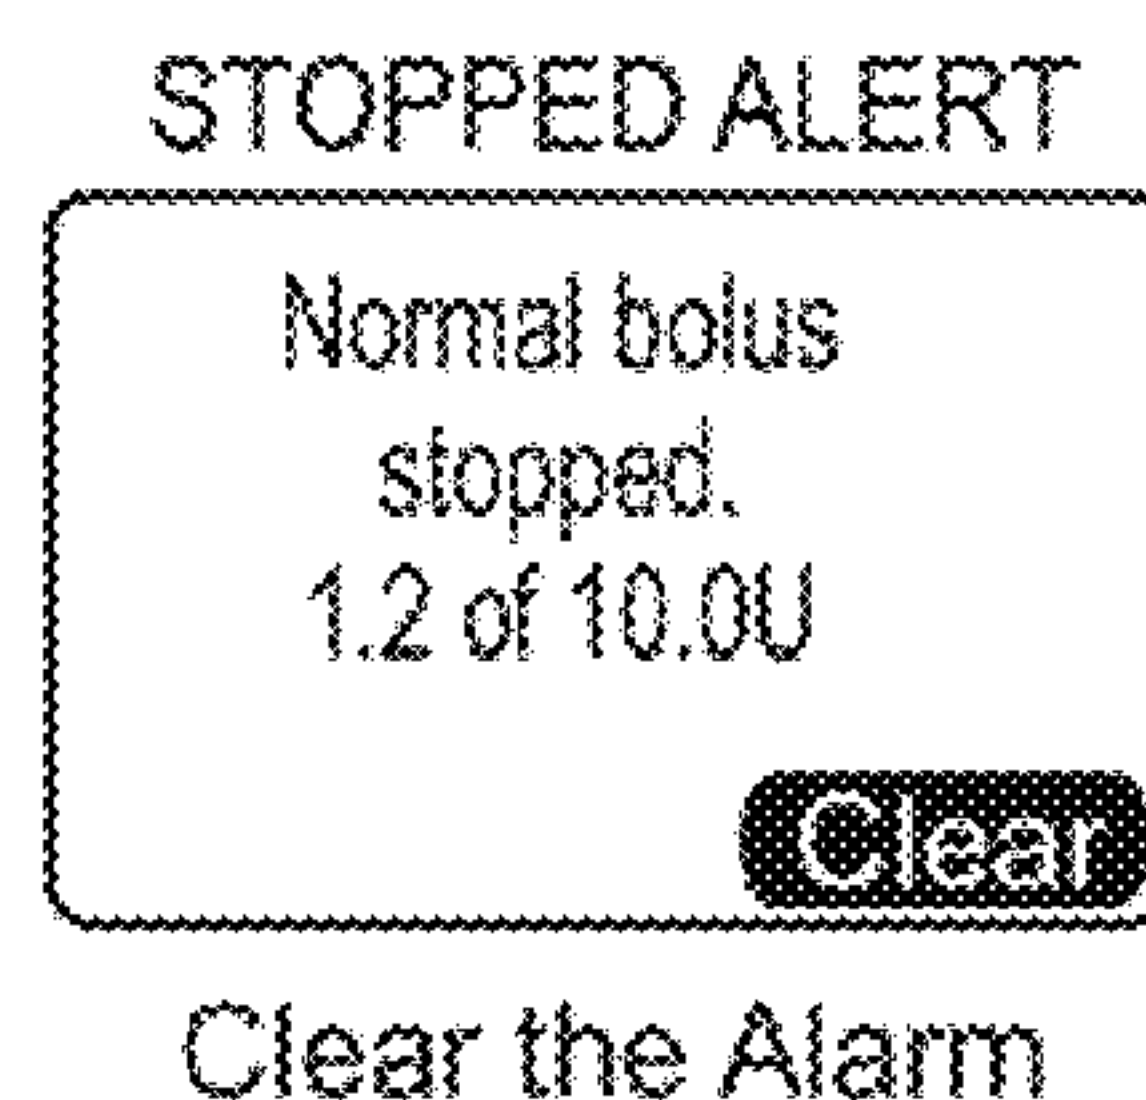 STOPPED ALERT
Normal bolus
stopped.
1.2 of 10.0U
Clear
Clear the Alarm